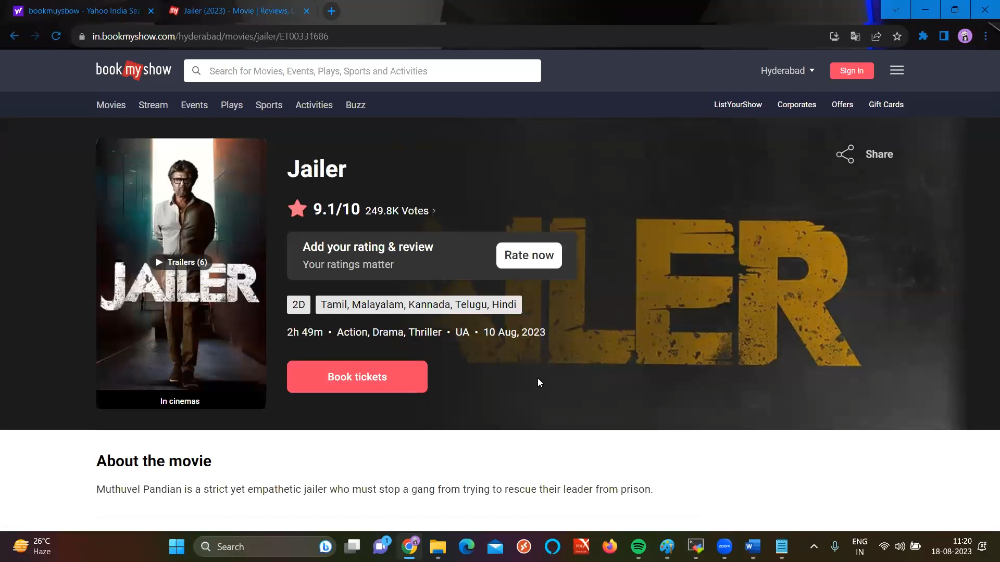 bookmuysbow - Yahoo India Sea
Jailer (2023) - Movie | Reviews, C
in.bookmyshow.com/hyderabad/movies/jailer/ET00331686
book my show
Search for Movies, Events, Plays, Sports and Activities
Hyderabad
Sign in
Movies Stream Events Plays Sports Activities Buzz
ListYourShow Corporates Offers Gift Cards
Share
Jailer
9.1/10 249.8K Votes
Add your rating & review
Your ratings matter
Rate now
Trailers (6)
JAILER
JAILER
2D
Tamil, Malayalam, Kannada, Telugu, Hindi
2h 49m • Action, Drama, Thriller • UA • 10 Aug, 2023
Book tickets
In cinemas
About the movie
Muthuvel Pandian is a strict yet empathetic jailer who must stop a gang from trying to rescue their leader from prison.
26°C
Haze
Search
1
PDF
zoom
W
ENG
IN
11:20
18-08-2023